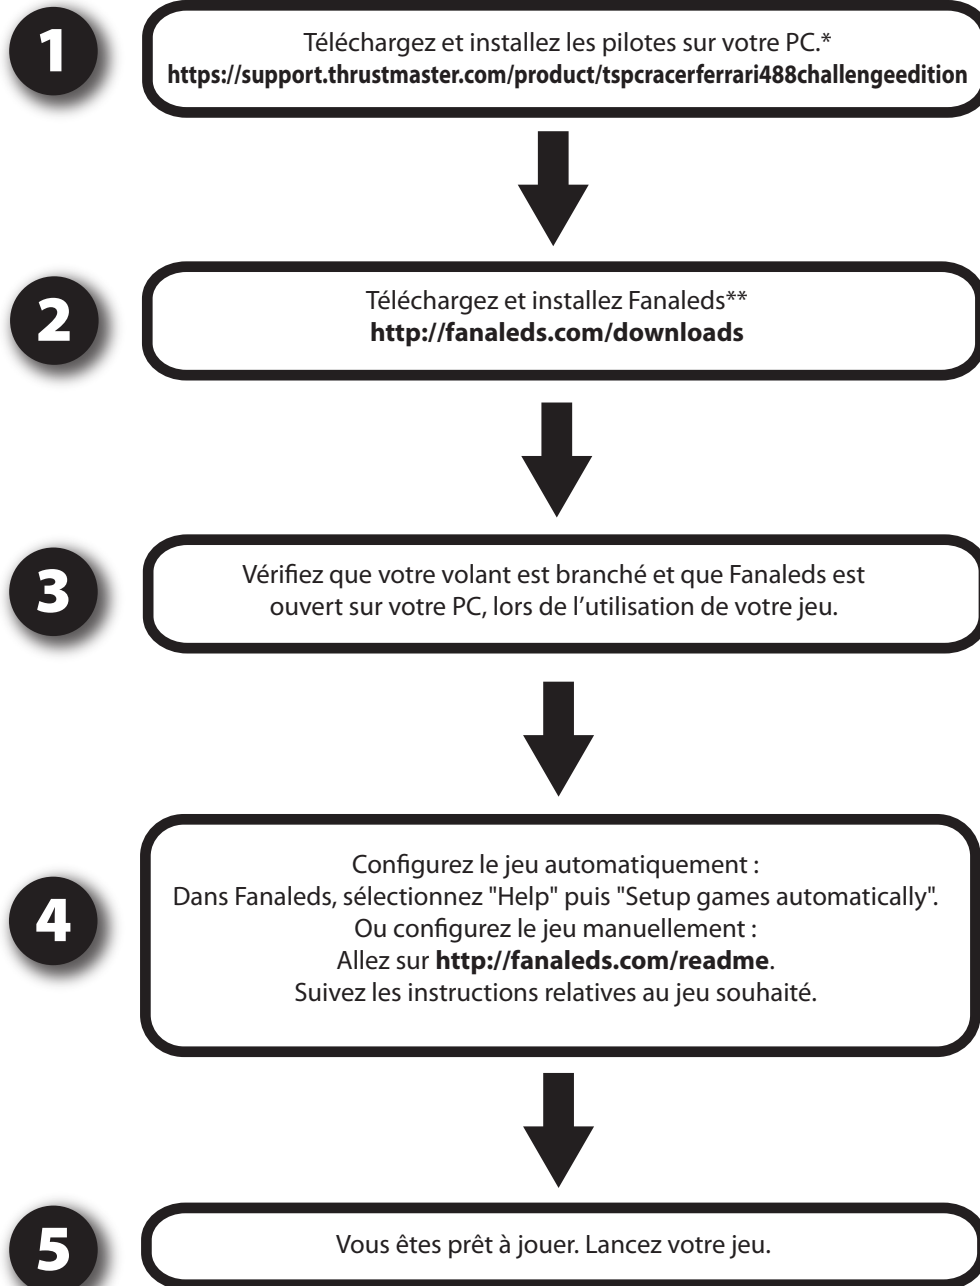 1
Téléchargez et installez les pilotes sur votre PC.*
https://support.thrustmaster.com/product/tspcracerferrari488challengeedition
2
Téléchargez et installez Fanaleds**
http://fanaleds.com/downloads
3
Vérifiez que votre volant est branché et que Fanaleds est
ouvert sur votre PC, lors de l’utilisation de votre jeu.
4
Configurez le jeu automatiquement :
Dans Fanaleds, sélectionnez "Help" puis "Setup games automatically".
Ou configurez le jeu manuellement :
Allez sur http://fanaleds.com/readme.
Suivez les instructions relatives au jeu souhaité.
5
Vous êtes prêt à jouer. Lancez votre jeu.